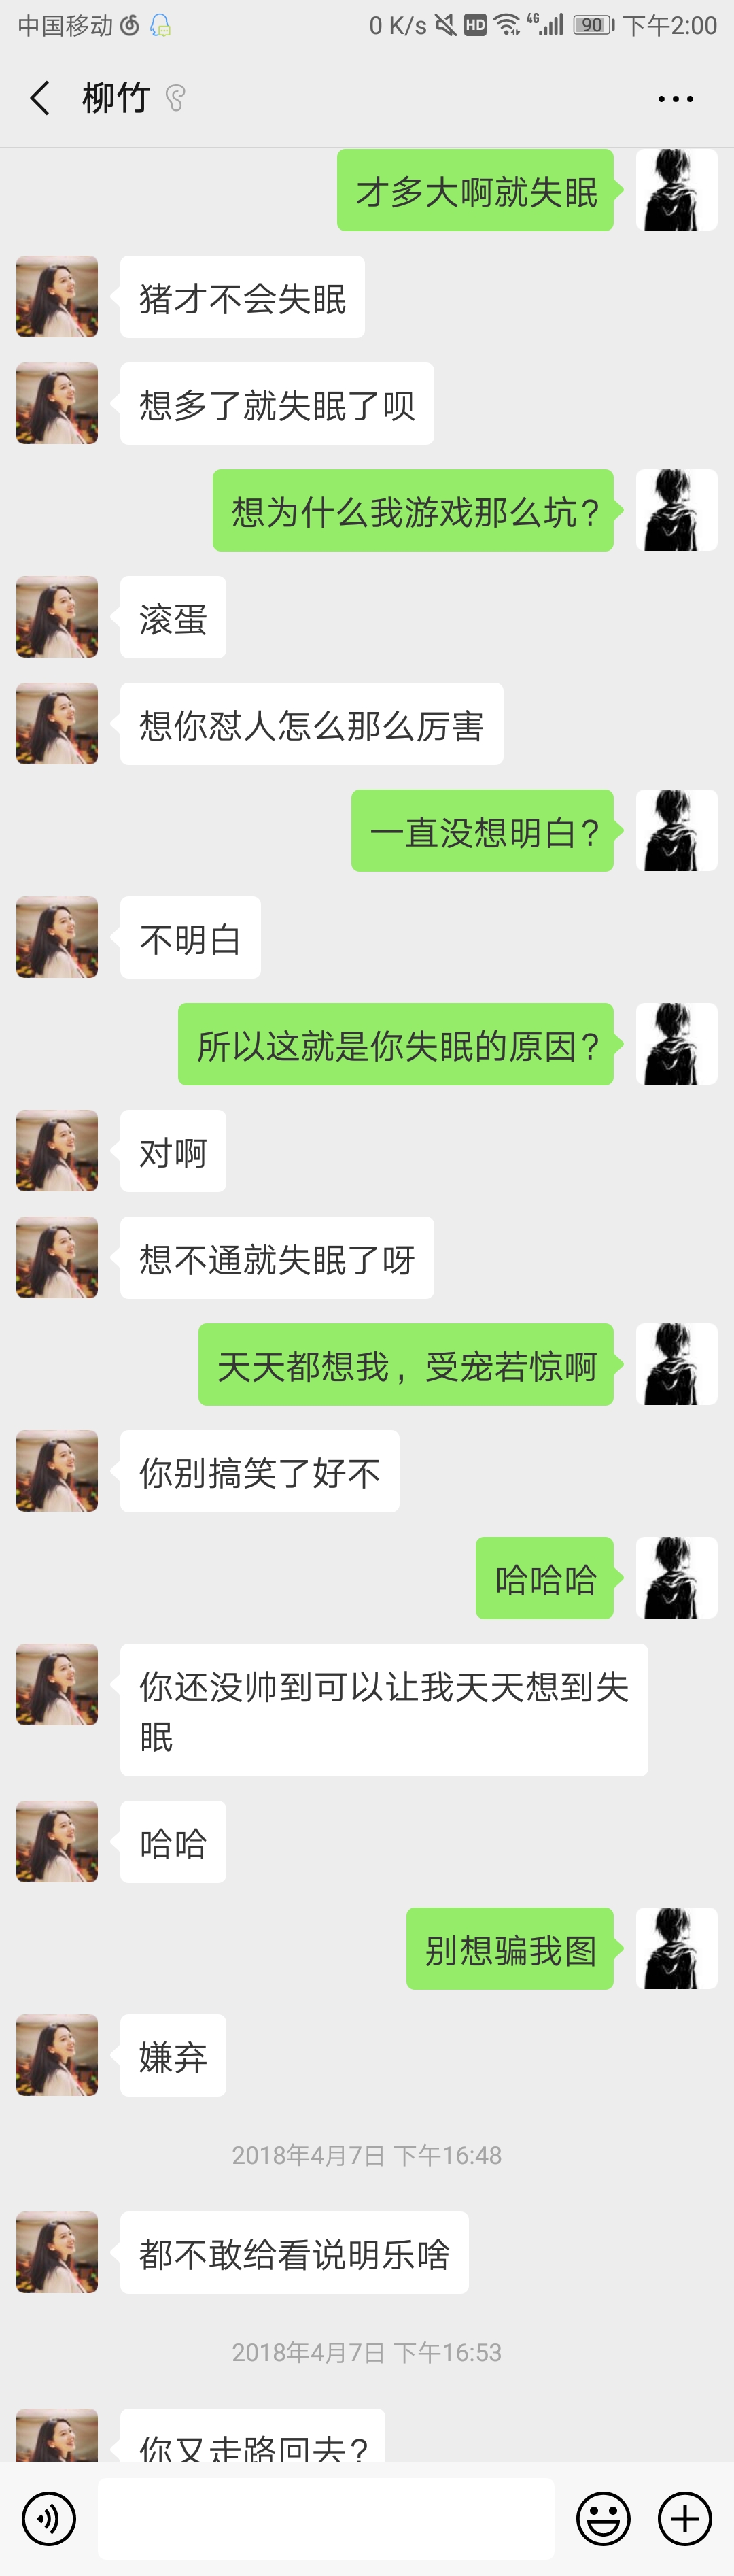 中国移动 0 K/s HD 4G 90 下午2:00
柳竹
才多大啊就失眠
猪才不会失眠
想多了就失眠了呗
想为什么我游戏那么坑？
滚蛋
想你怼人怎么那么厉害
一直没想明白？
不明白
所以这就是你失眠的原因？
对啊
想不通就失眠了呀
天天都想我，受宠若惊啊
你别搞笑了好不
哈哈哈
你还没帅到可以让我天天想到失
眠
哈哈
别想骗我图
嫌弃
2018年4月7日 下午16:48
都不敢给看说明乐啥
2018年4月7日 下午16:53
你又走路回去？